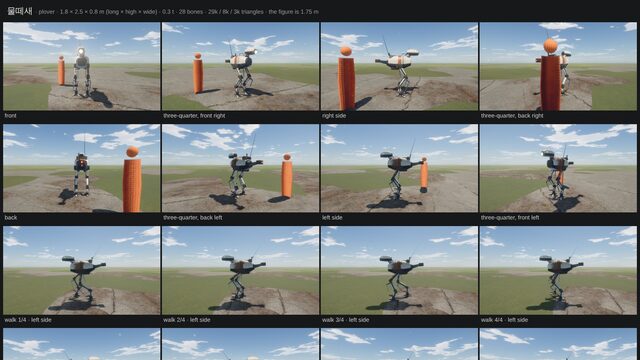 물떼새 plover · 1.8 × 2.5 × 0.8 m (long × high × wide) · 0.3 t · 28 bones · 29k / 8k / 3k triangles · the figure is 1.75 m
front
three-quarter, front right
right side
three-quarter, back right
back
three-quarter, back left
left side
three-quarter, front left
walk 1/4 · left side
walk 2/4 · left side
walk 3/4 · left side
walk 4/4 · left side